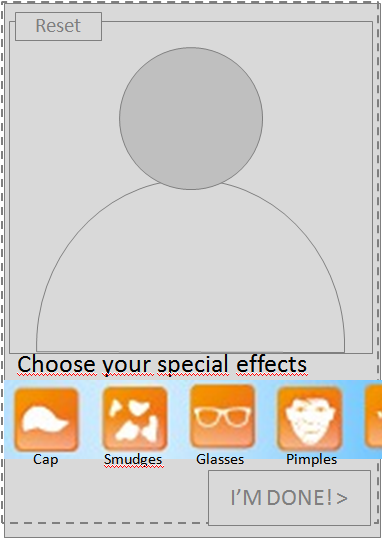 Reset
Choose your special effects
Cap Smudges Glasses Pimples
I'M DONE! >